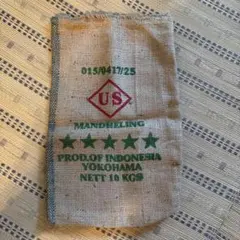 015/0417/25
US
MANDHELING
PROD.OF INDONESIA
YOKOHAMA
NETT 10 KGS